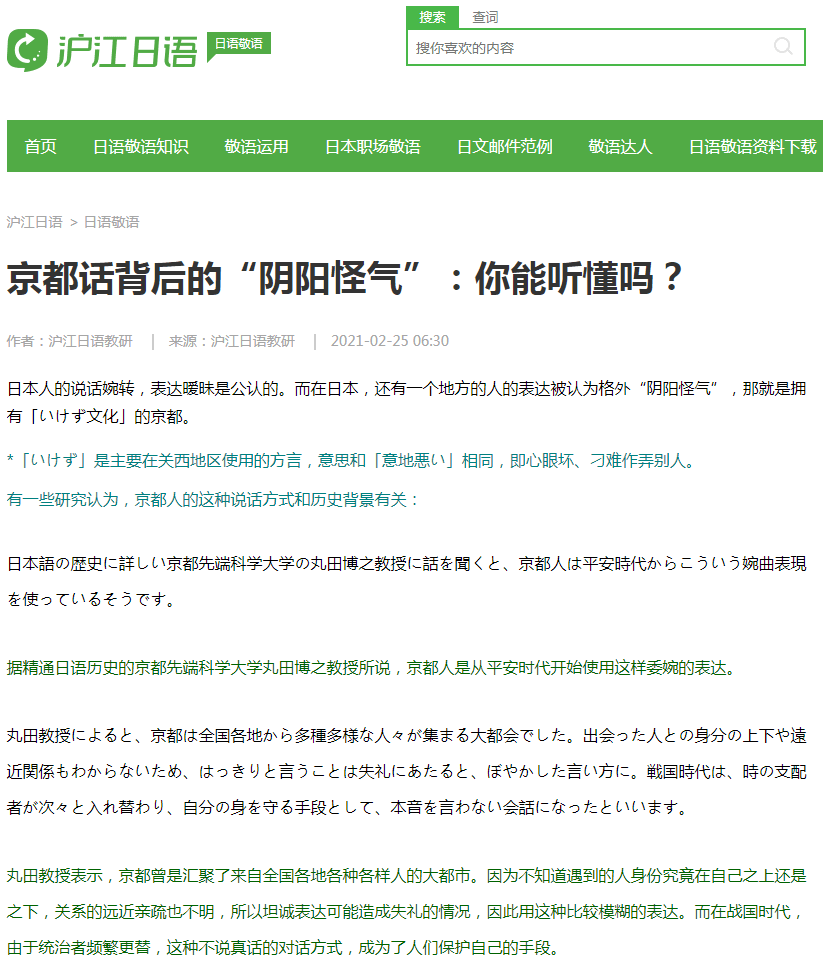 搜索 查词
沪江日语 日语敬语
搜你喜欢的内容
首页 日语敬语知识 敬语运用 日本职场敬语 日文邮件范例 敬语达人 日语敬语资料下载
沪江日语 > 日语敬语
京都话背后的“阴阳怪气”：你能听懂吗？
作者：沪江日语教研 | 来源：沪江日语教研 | 2021-02-25 06:30
日本人的说话婉转，表达暧昧是公认的。而在日本，还有一个地方的人的表达被认为格外“阴阳怪气”，那就是拥
有「いけず文化」的京都。
*「いけず」是主要在关西地区使用的方言，意思和「意地悪い」相同，即心眼坏、刁难作弄别人。
有一些研究认为，京都人的这种说话方式和历史背景有关：
日本語の歴史に詳しい京都先端科学大学の丸田博之教授に話を聞くと、京都人は平安時代からこういう婉曲表現
を使っているそうです。
据精通日语历史的京都先端科学大学丸田博之教授所说，京都人是从平安时代开始使用这样委婉的表达。
丸田教授によると、京都は全国各地から多種多様な人々が集まる大都会でした。出会った人との身分の上下や遠
近関係もわからないため、はっきりと言うことは失礼にあたると、ぼやかした言い方に。戦国時代は、時の支配
者が次々と入れ替わり、自分の身を守る手段として、本音を言わない会話になったといいます。
丸田教授表示，京都曾是汇聚了来自全国各地各种各样人的大都市。因为不知道遇到的人身份究竟在自己之上还是
之下，关系的远近亲疏也不明，所以坦诚表达可能造成失礼的情况，因此用这种比较模糊的表达。而在战国时代，
由于统治者频繁更替，这种不说真话的对话方式，成为了人们保护自己的手段。